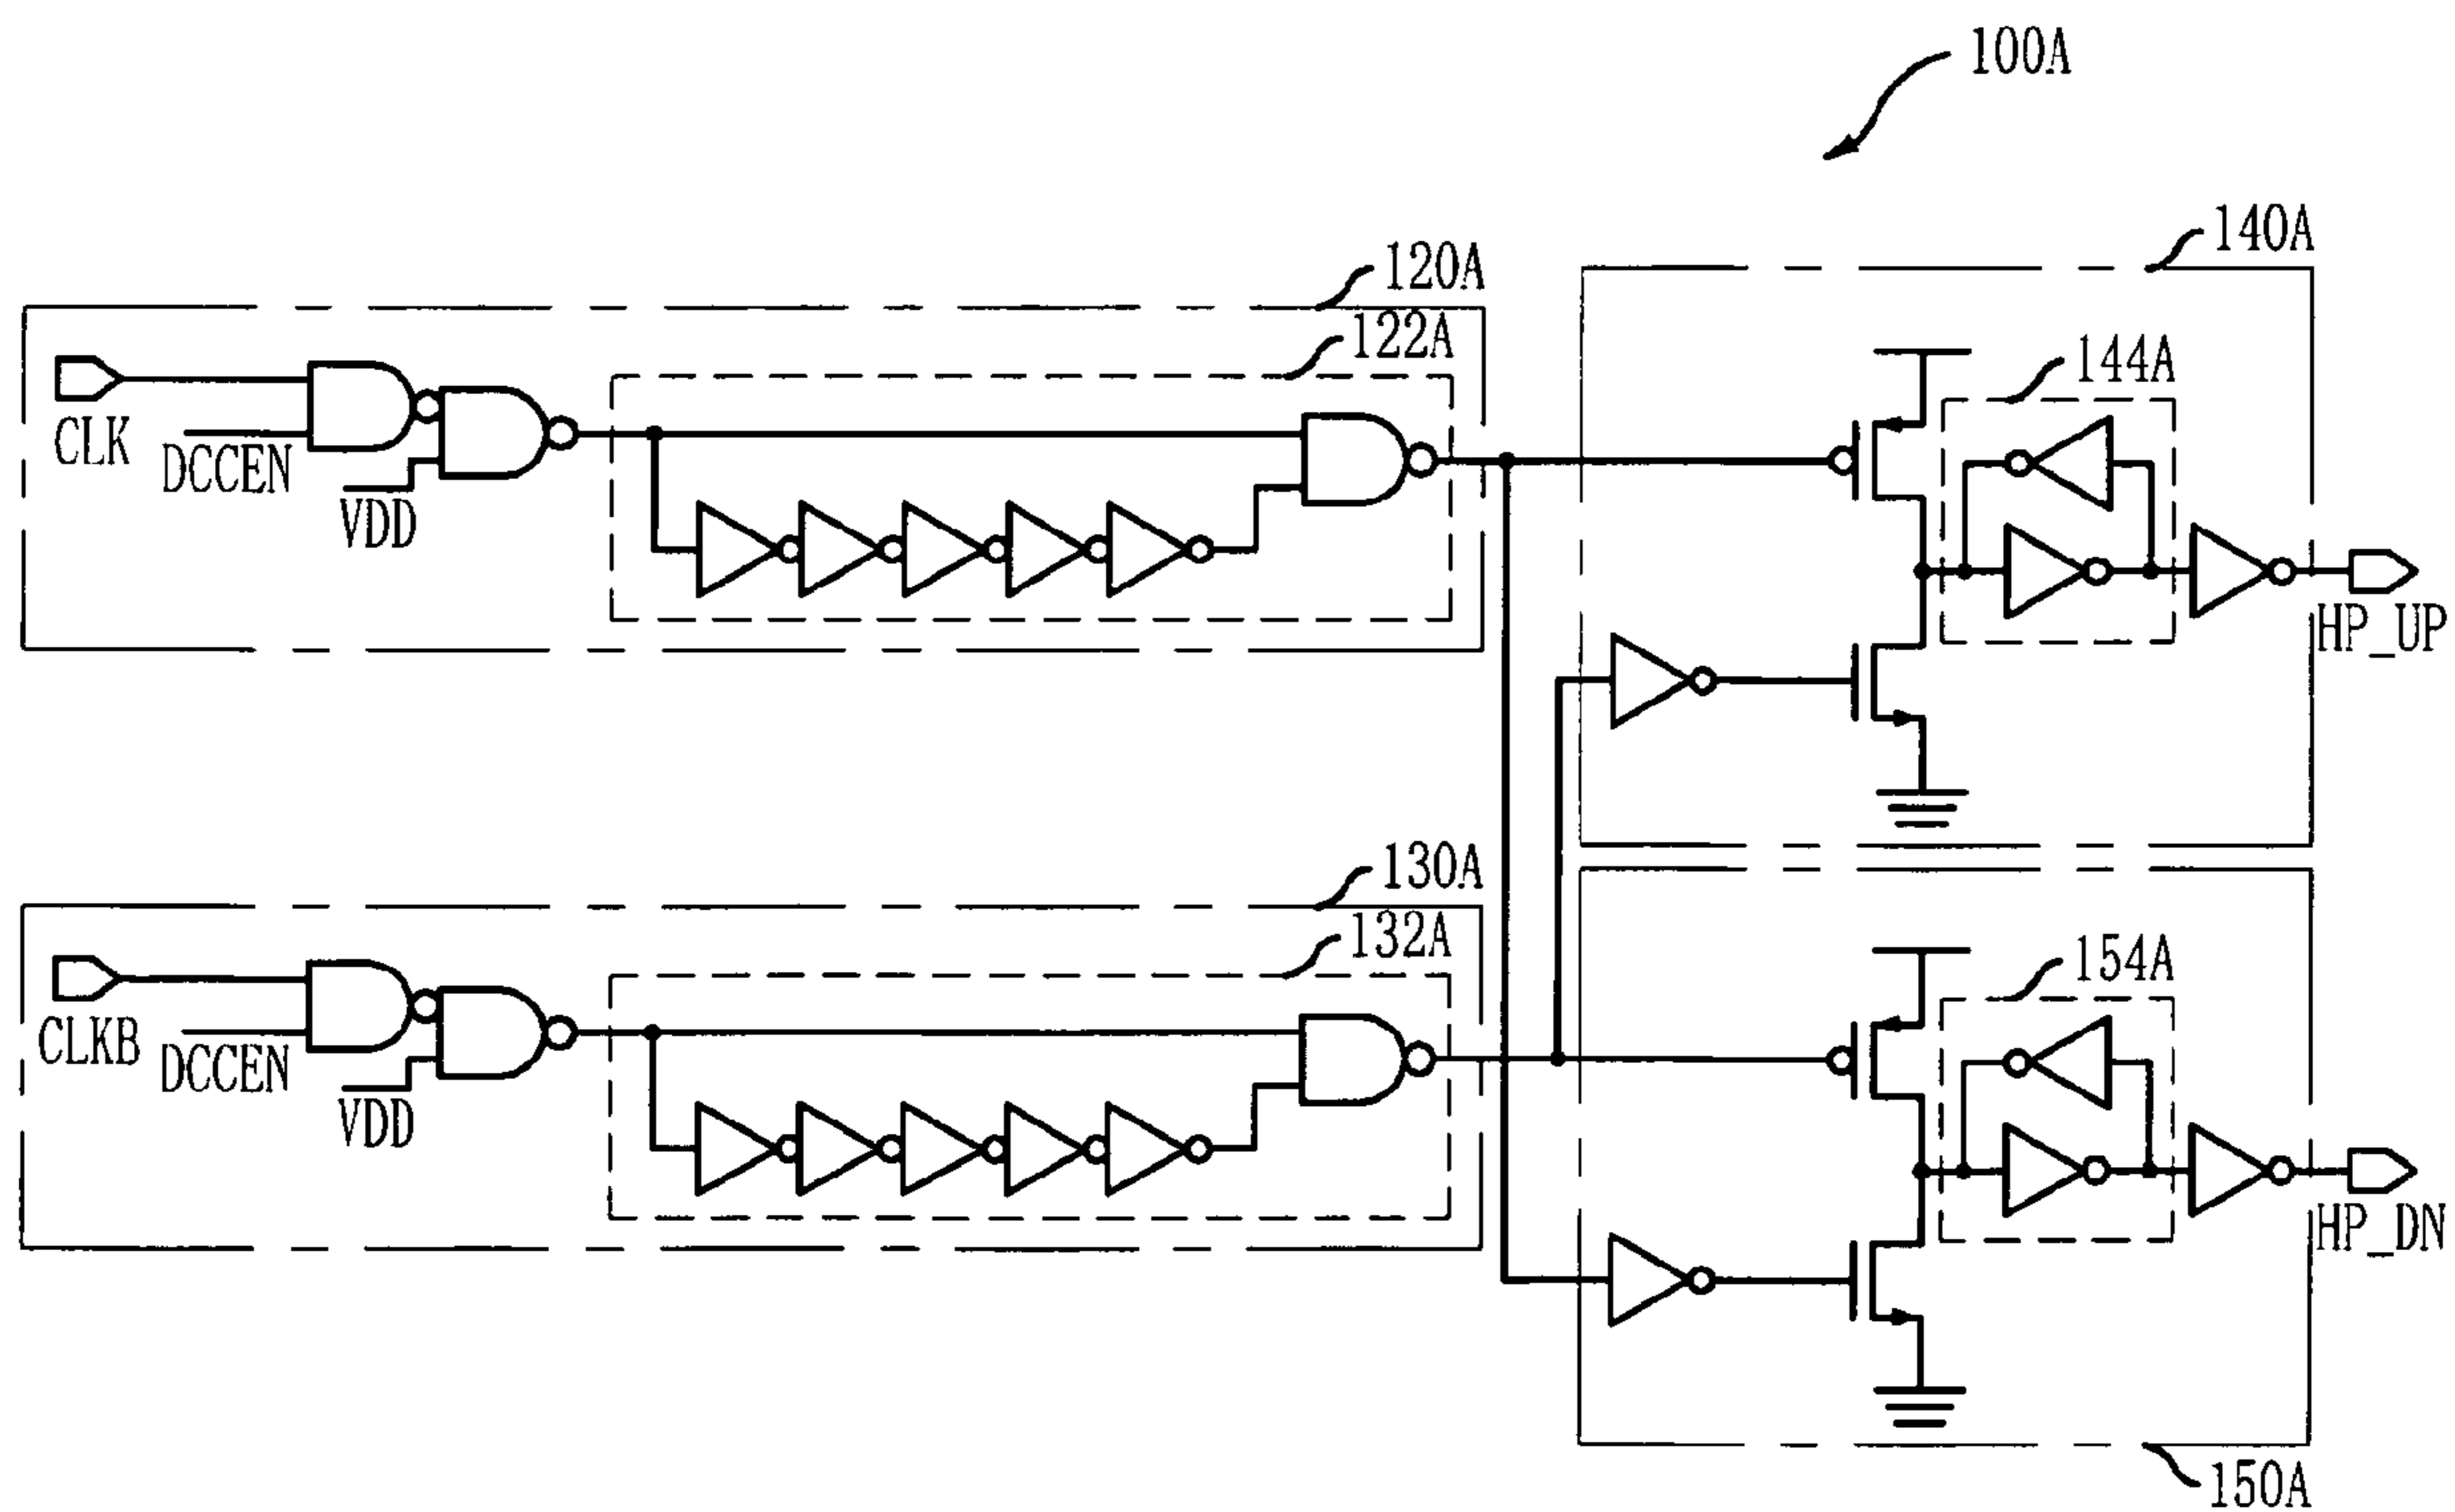 100A
140A
120A
122A
144A
CLK
DCCEN
VDD
HP_UP
130A
132A
154A
CLKB
DCCEN
VDD
HP_DN
150A